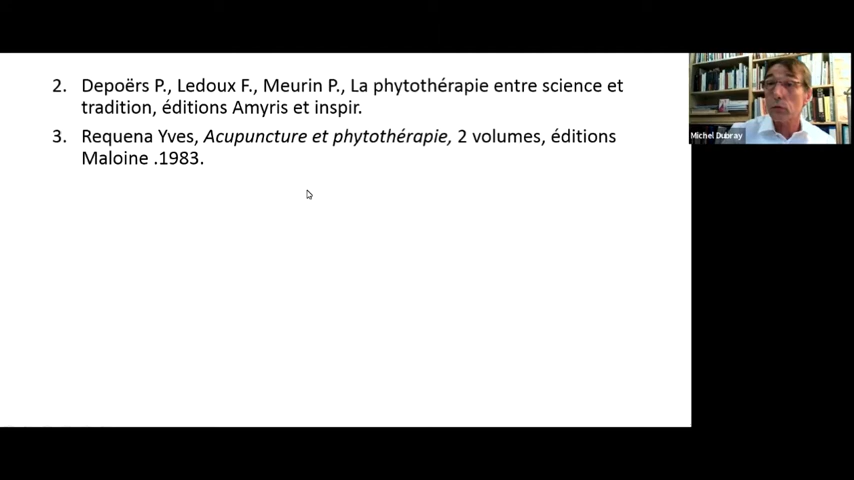 2. Depoërs P., Ledoux F., Meurin P., La phytothérapie entre science et
tradition, éditions Amyris et inspir.
3. Requena Yves, Acupuncture et phytothérapie, 2 volumes, éditions
Maloine .1983.
Michel Dubray